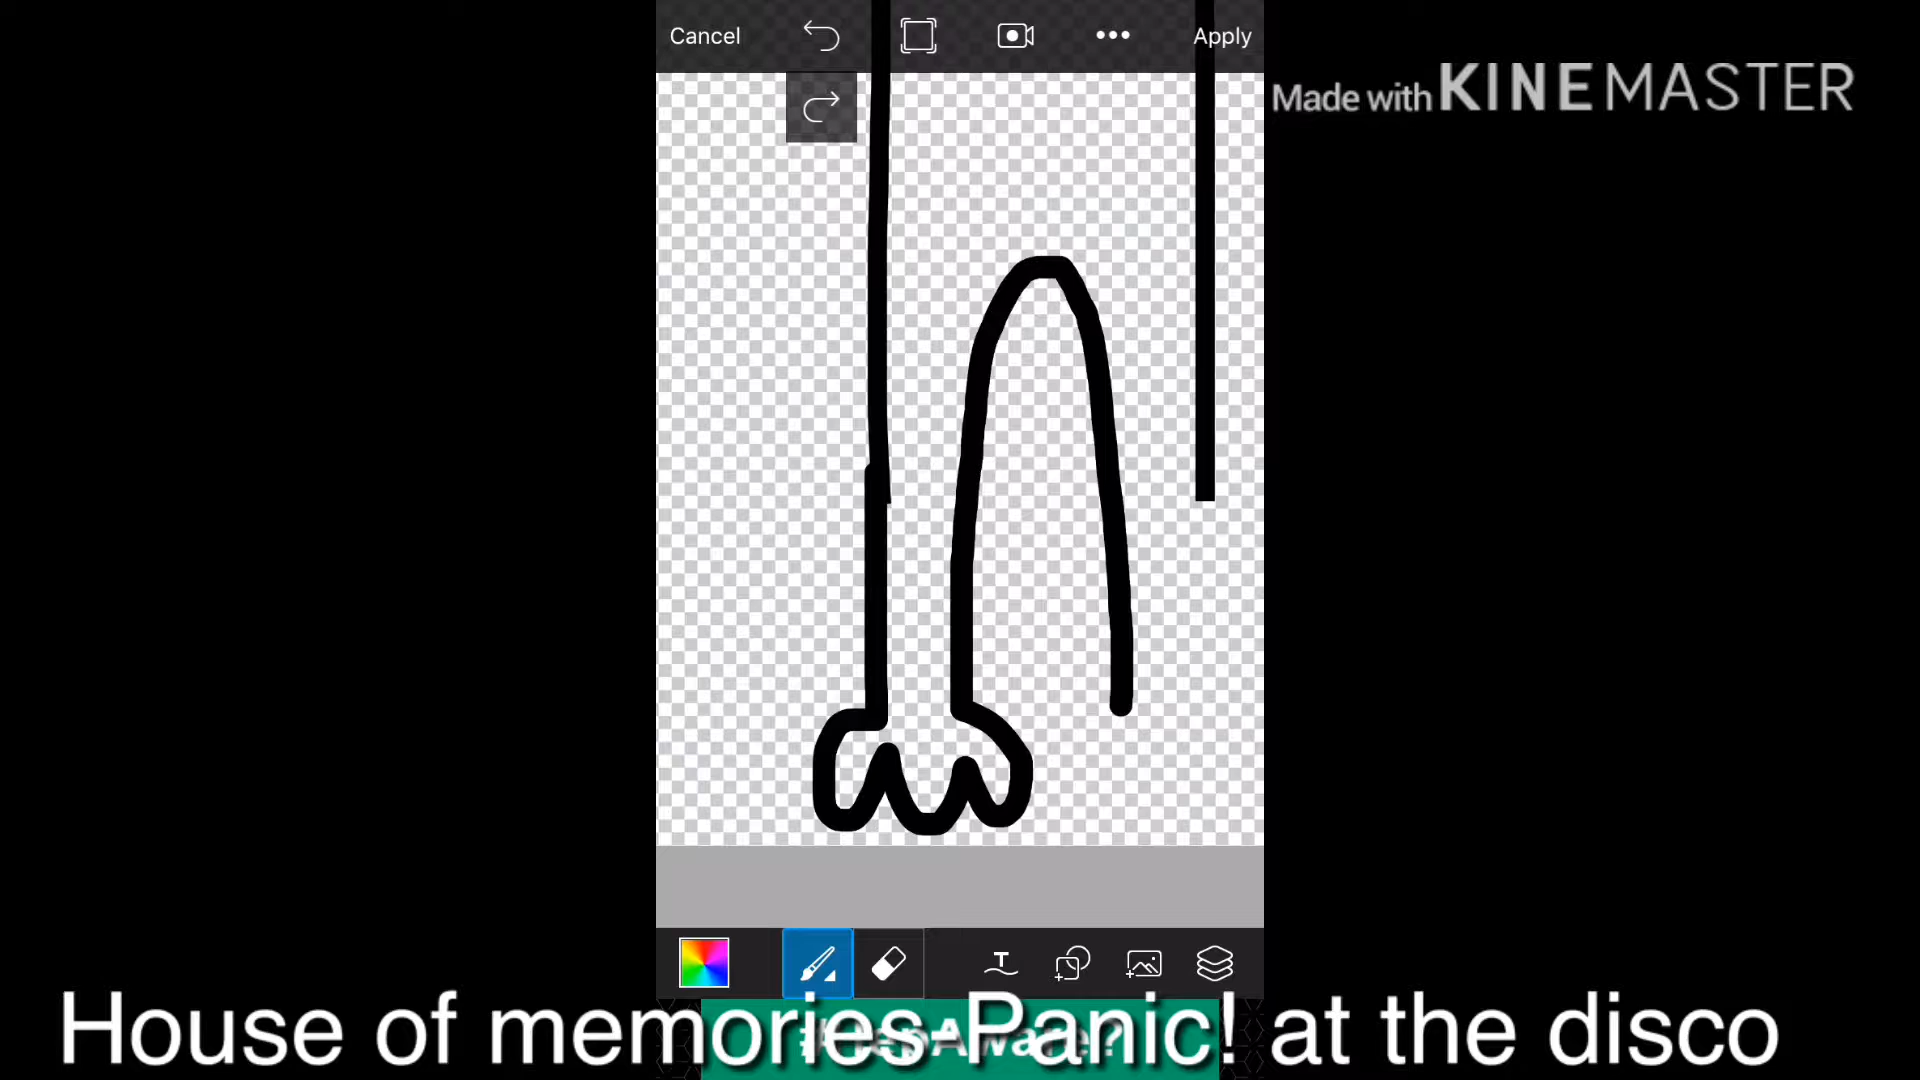 Cancel
Apply
Made with KINEMASTER
T
House of memories Panic! at the disco